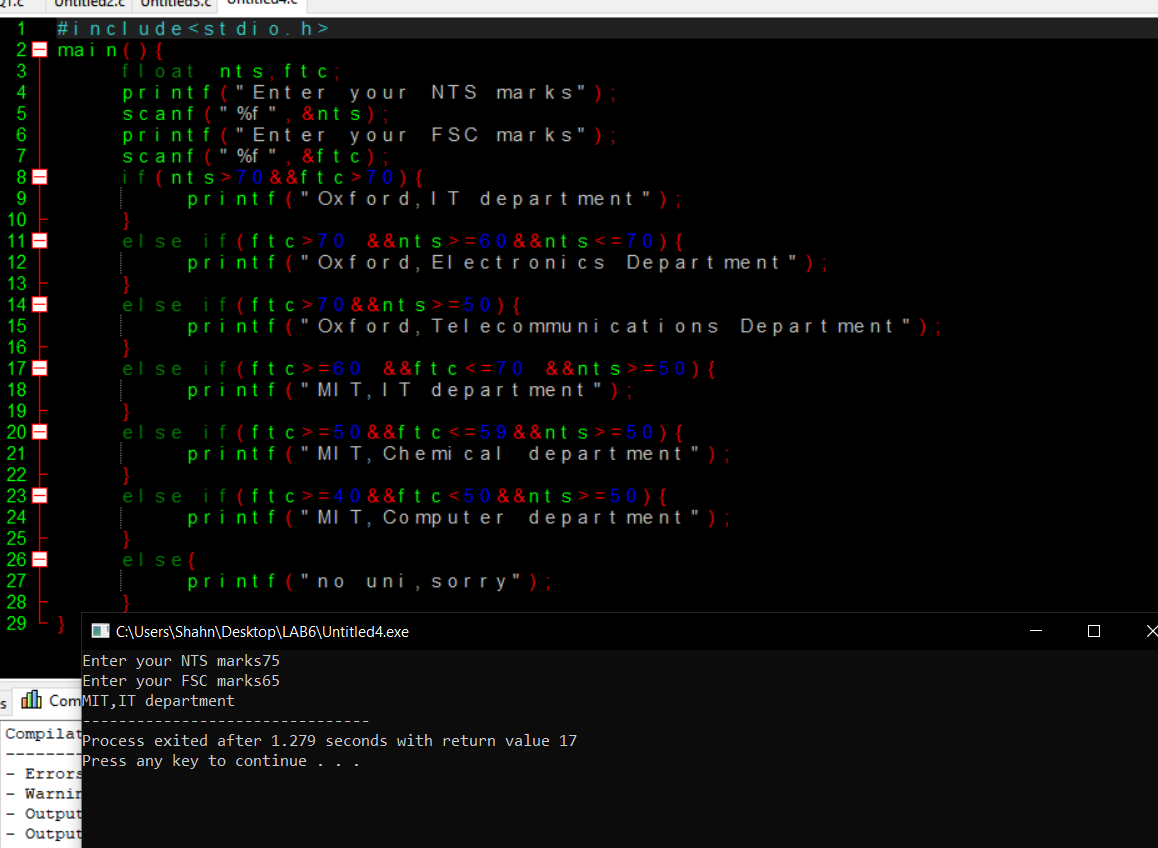 Q1.c Untitled2.c Untitled3.c Untitled4.c
1 #include<stdio.h>
2 main(){
3 float nts,ftc;
4 printf("Enter your NTS marks");
5 scanf("%f",&nts);
6 printf("Enter your FSC marks");
7 scanf("%f",&ftc);
8 if(nts>70&&ftc>70){
9 printf("Oxford,IT department");
10 }
11 else if(ftc>70 &&nts>=60&&nts<=70){
12 printf("Oxford,Electronics Department");
13 }
14 else if(ftc>70&&nts>=50){
15 printf("Oxford,Telecommunications Department");
16 }
17 else if(ftc>=60 &&ftc<=70 &&nts>=50){
18 printf("MIT,IT department");
19 }
20 else if(ftc>=50&&ftc<=59&&nts>=50){
21 printf("MIT,Chemical department");
22 }
23 else if(ftc>=40&&ftc<50&&nts>=50){
24 printf("MIT,Computer department");
25 }
26 else{
27 printf("no uni,sorry");
28 }
29 }
C:\Users\Shahn\Desktop\LAB6\Untitled4.exe
Enter your NTS marks75
Enter your FSC marks65
MIT,IT department
--------------------------------
Process exited after 1.279 seconds with return value 17
Press any key to continue . . .
s Com
Compilat
--------
- Errors
- Warnin
- Output
- Output